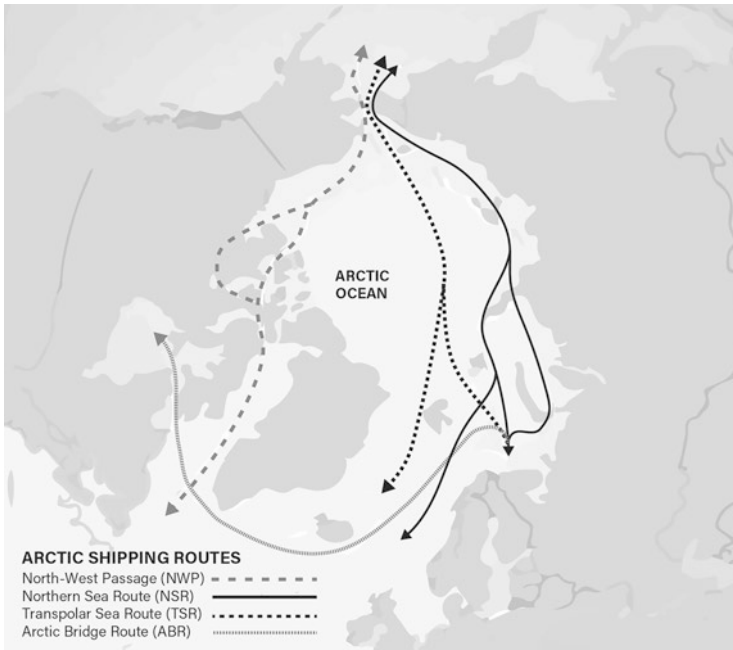 ARCTIC
OCEAN
ARCTIC SHIPPING ROUTES
North-West Passage (NWP)
Northern Sea Route (NSR)
Transpolar Sea Route (TSR)
Arctic Bridge Route (ABR)